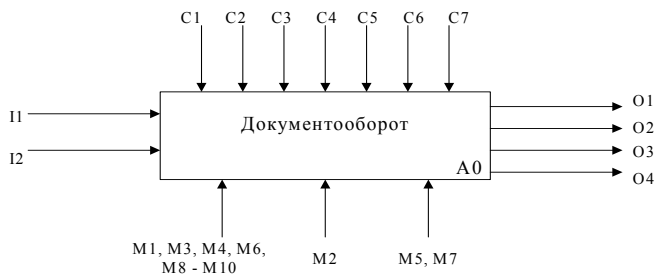 C1 C2 C3 C4 C5 C6 C7
I1
I2
Документооборот
A0
O1
O2
O3
O4
M1, M3, M4, M6,
M8 - M10
M2
M5, M7